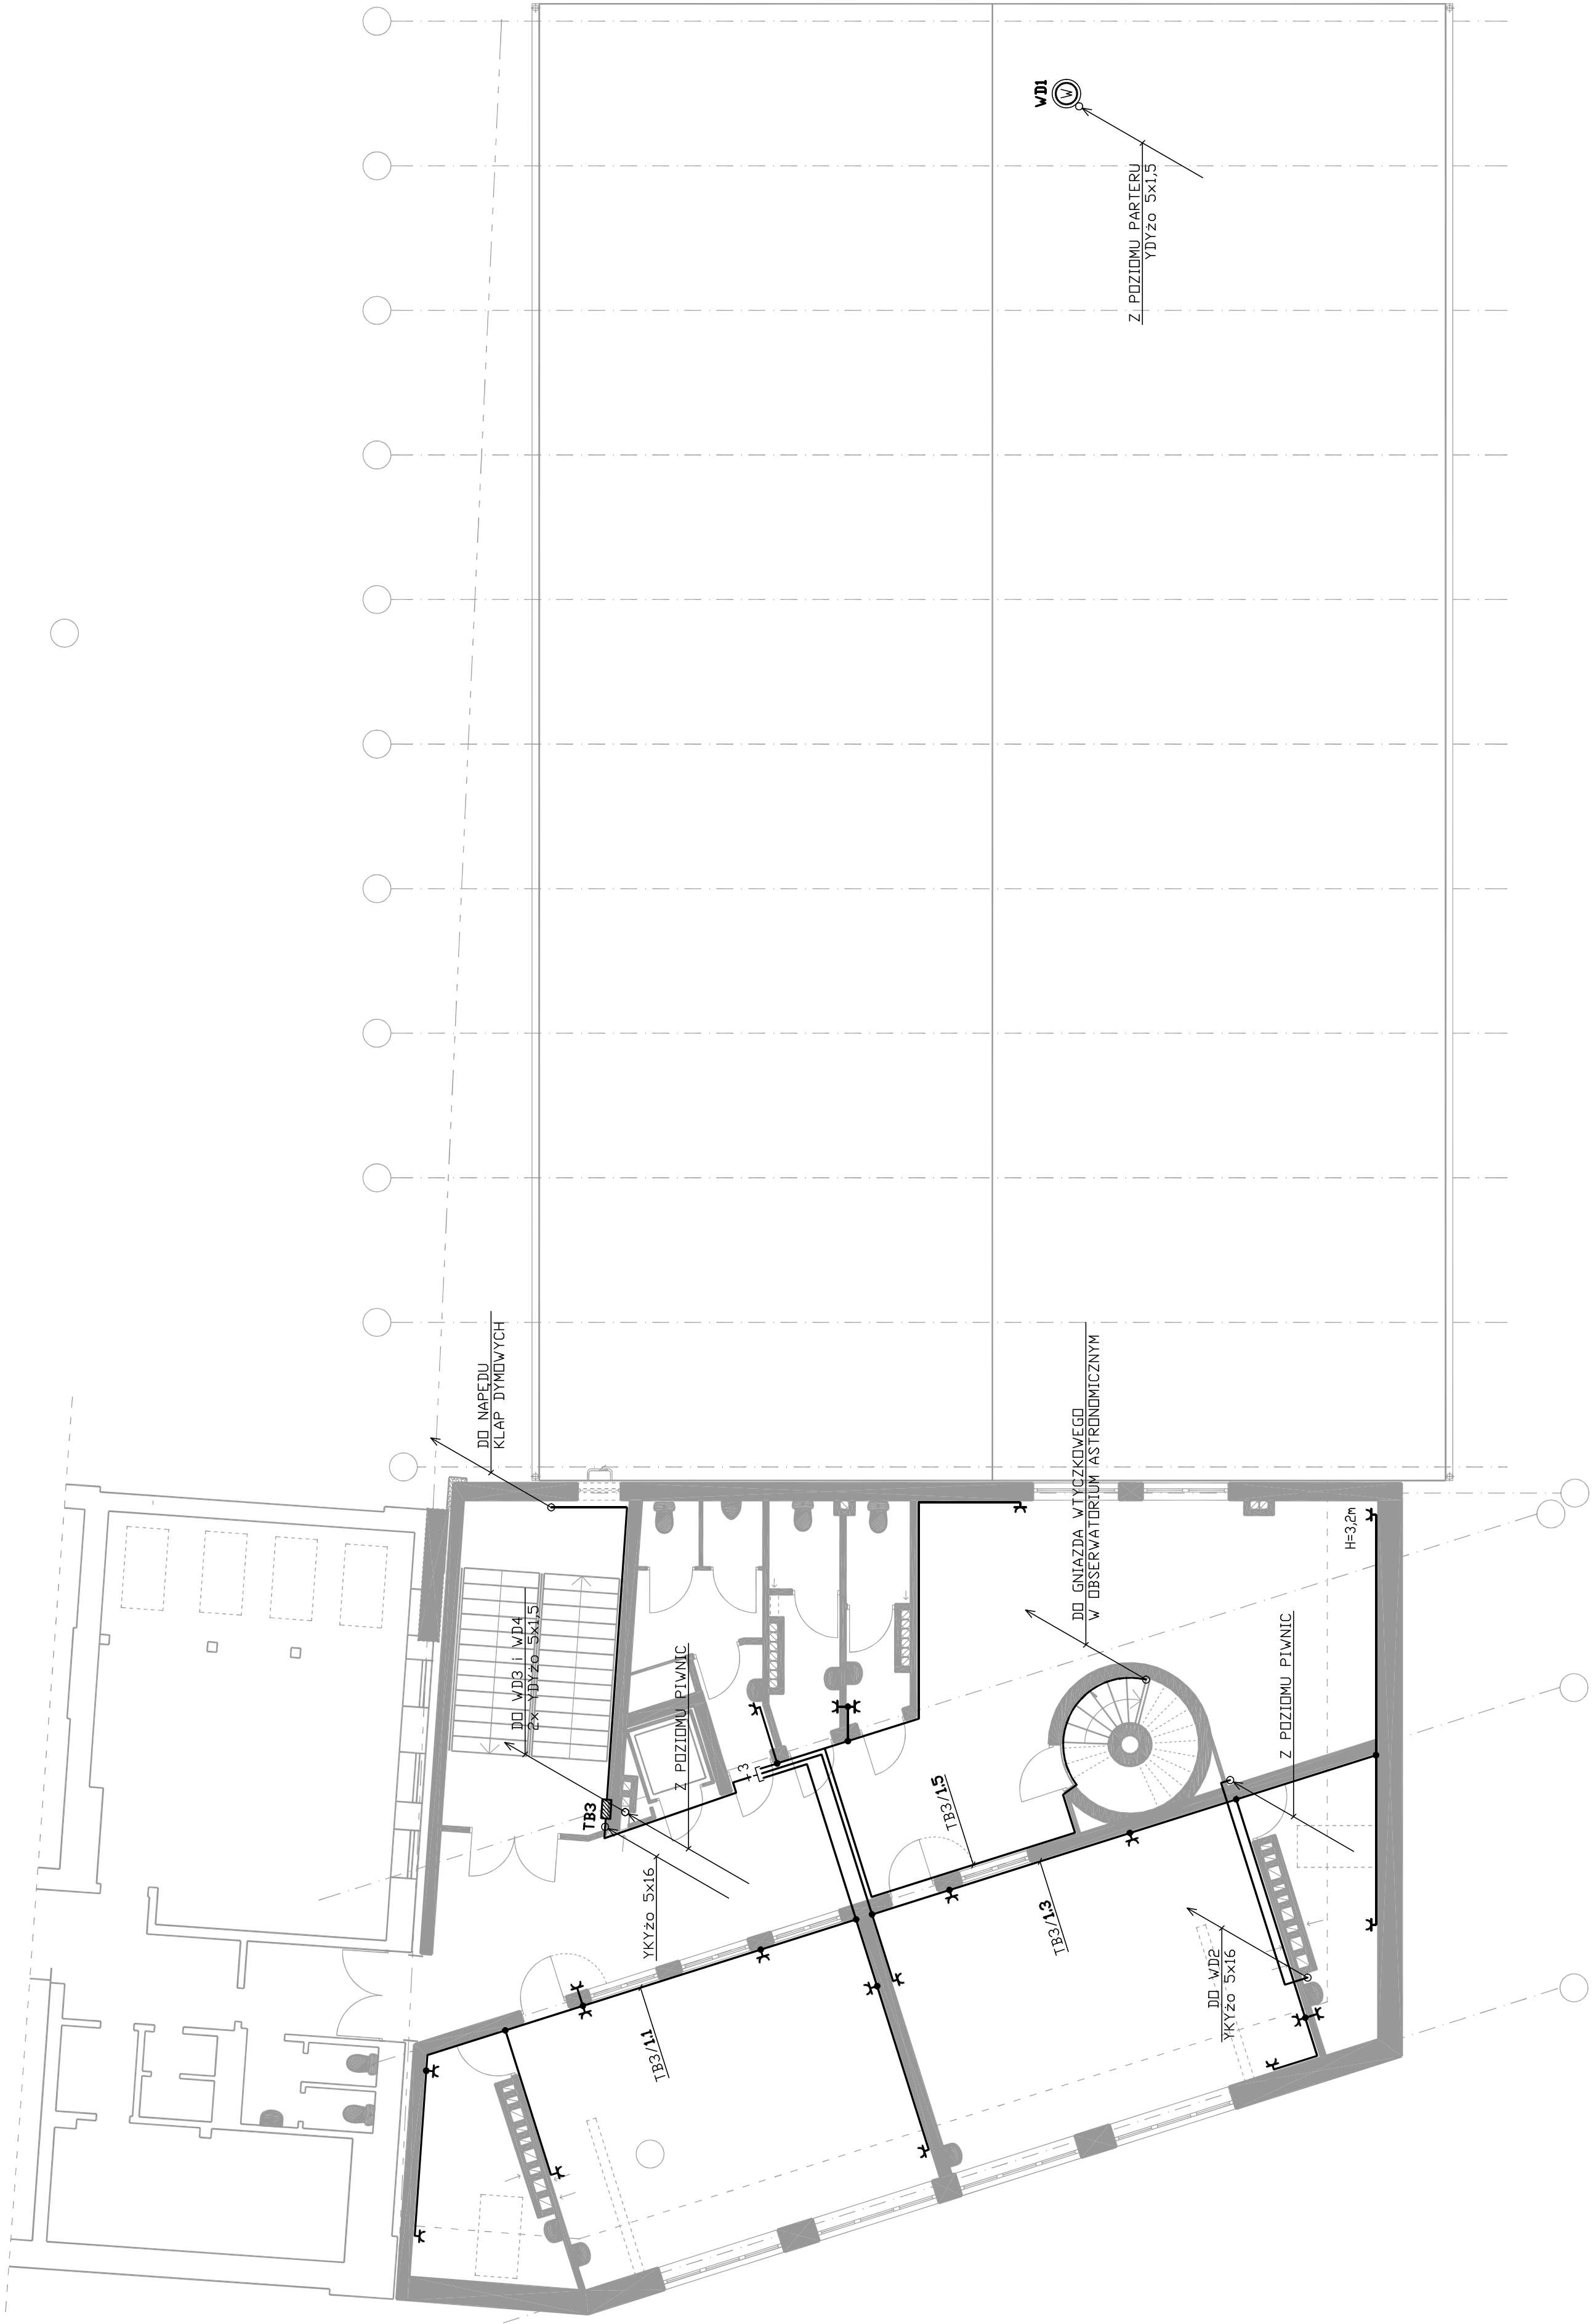 WD1
W
Z POZIOMU PARTERU
YDYżo 5x1,5
DO NAPĘDU
KLAP DYMOWYCH
DO GNIAZDA WTYCZKOWEGO
W OBSERWATORIUM ASTRONOMICZNYM
H=3,2m
DO WD3 i WD4
2x YDYżo 5x1,5
Z POZIOMU PIWNIC
Z POZIOMU PIWNIC
TB3
3
TB3/1.5
YKYżo 5x16
TB3/1.3
DO WD2
YKYżo 5x16
TB3/1.1